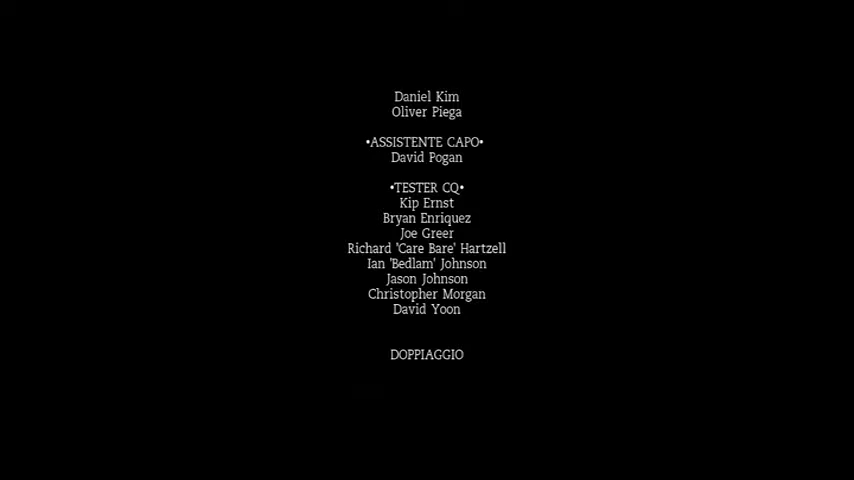 Daniel Kim
Oliver Piega
•ASSISTENTE CAPO•
David Pogan
•TESTER CQ•
Kip Ernst
Bryan Enriquez
Joe Greer
Richard 'Care Bare' Hartzell
Ian 'Bedlam' Johnson
Jason Johnson
Christopher Morgan
David Yoon
DOPPIAGGIO